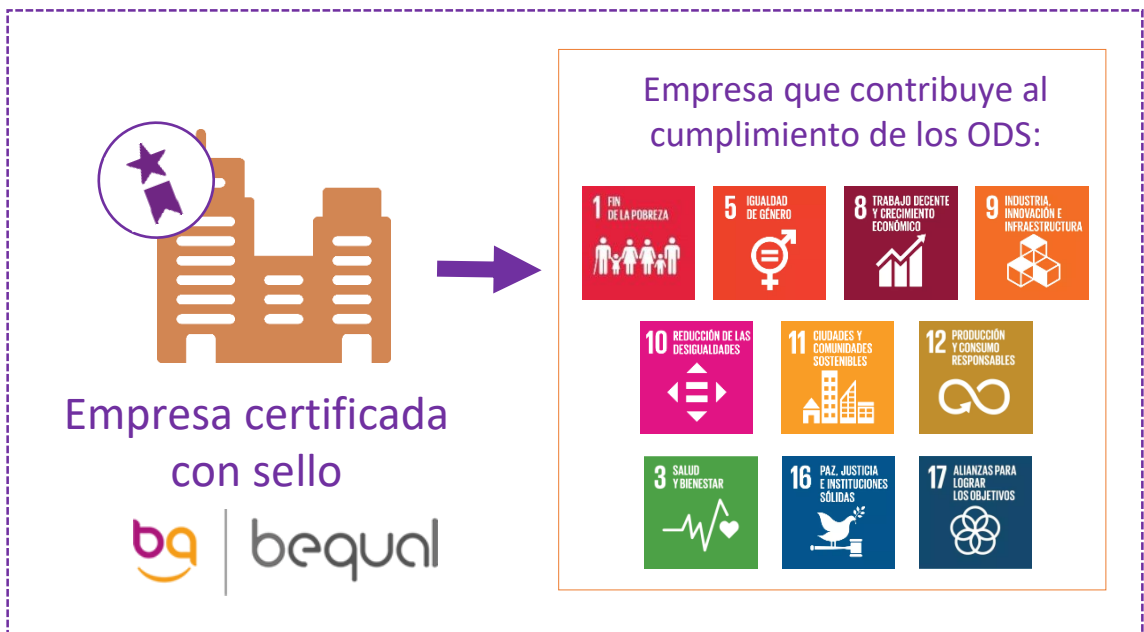 Empresa certificada
con sello
bq bequal
Empresa que contribuye al
cumplimiento de los ODS:
1 FIN
DE LA POBREZA
5 IGUALDAD
DE GÉNERO
8 TRABAJO DECENTE
Y CRECIMIENTO
ECONÓMICO
9 INDUSTRIA,
INNOVACIÓN E
INFRAESTRUCTURA
10 REDUCCIÓN DE LAS
DESIGUALDADES
11 CIUDADES Y
COMUNIDADES
SOSTENIBLES
12 PRODUCCIÓN
Y CONSUMO
RESPONSABLES
3 SALUD
Y BIENESTAR
16 PAZ, JUSTICIA
E INSTITUCIONES
SÓLIDAS
17 ALIANZAS PARA
LOGRAR
LOS OBJETIVOS